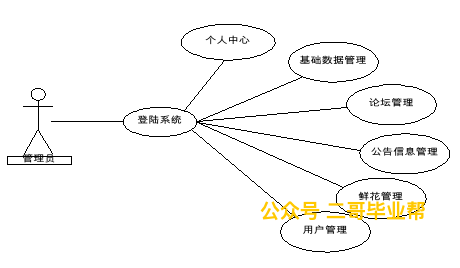 个人中心
基础数据管理
论坛管理
登陆系统
公告信息管理
管理员
鲜花管理
公众号 二哥毕业帮
用户管理